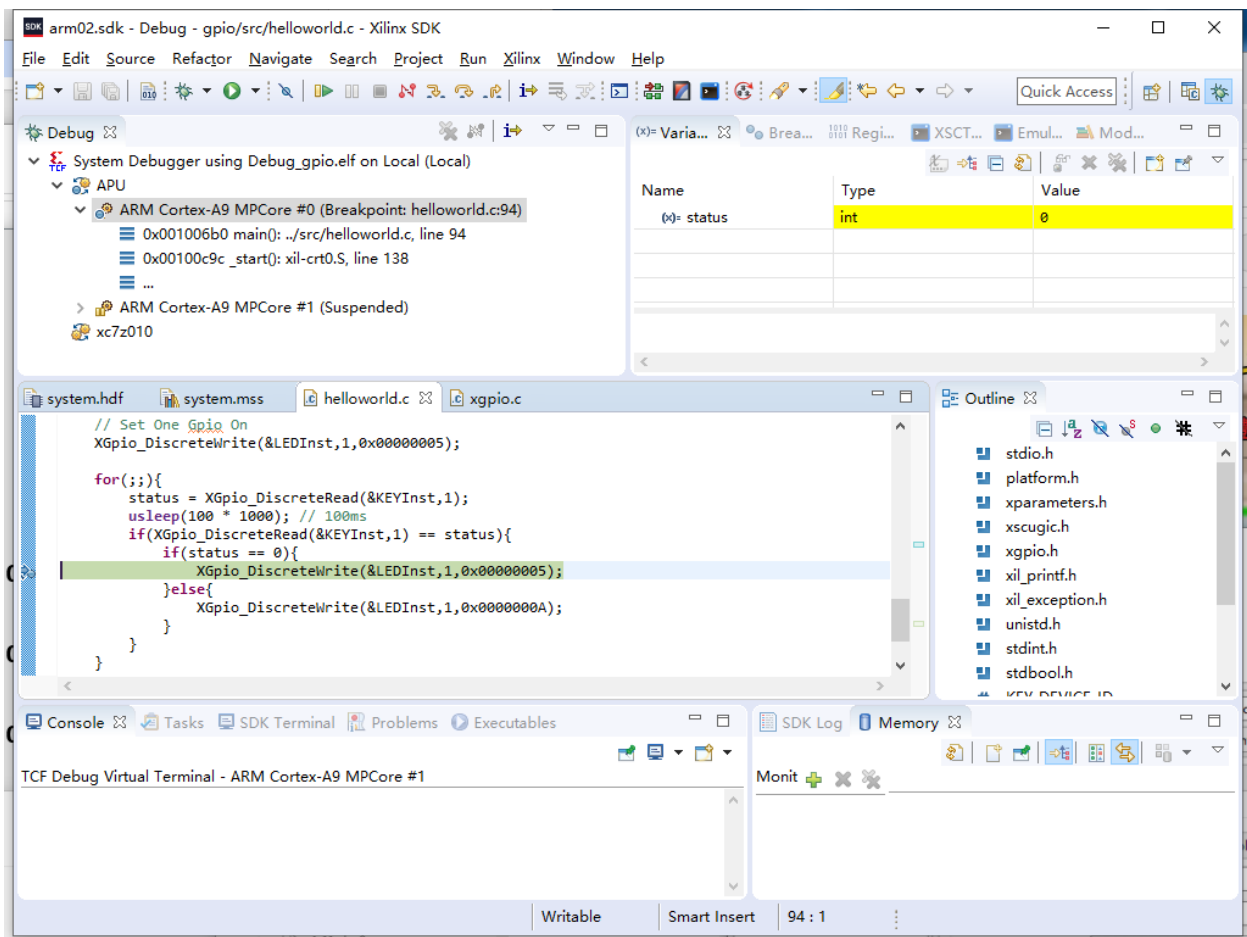 SDK arm02.sdk - Debug - gpio/src/helloworld.c - Xilinx SDK
File Edit Source Refactor Navigate Search Project Run Xilinx Window Help
Quick Access
Debug
System Debugger using Debug_gpio.elf on Local (Local)
APU
ARM Cortex-A9 MPCore #0 (Breakpoint: helloworld.c:94)
0x001006b0 main(): ../src/helloworld.c, line 94
0x00100c9c _start(): xil-crt0.S, line 138
...
ARM Cortex-A9 MPCore #1 (Suspended)
xc7z010
(x)= Varia... Brea... Regi... XSCT... Emul... Mod...
Name Type Value
(x)= status int 0
system.hdf system.mss helloworld.c xgpio.c
// Set One Gpio On
XGpio_DiscreteWrite(&LEDInst,1,0x00000005);
for(;;){
status = XGpio_DiscreteRead(&KEYInst,1);
usleep(100 * 1000); // 100ms
if(XGpio_DiscreteRead(&KEYInst,1) == status){
if(status == 0){
XGpio_DiscreteWrite(&LEDInst,1,0x00000005);
}else{
XGpio_DiscreteWrite(&LEDInst,1,0x0000000A);
}
}
}
Outline
stdio.h
platform.h
xparameters.h
xscugic.h
xgpio.h
xil_printf.h
xil_exception.h
unistd.h
stdint.h
stdbool.h
KEY_DEVICE_ID
Console Tasks SDK Terminal Problems Executables
TCF Debug Virtual Terminal - ARM Cortex-A9 MPCore #1
SDK Log Memory
Monit
Writable Smart Insert 94 : 1